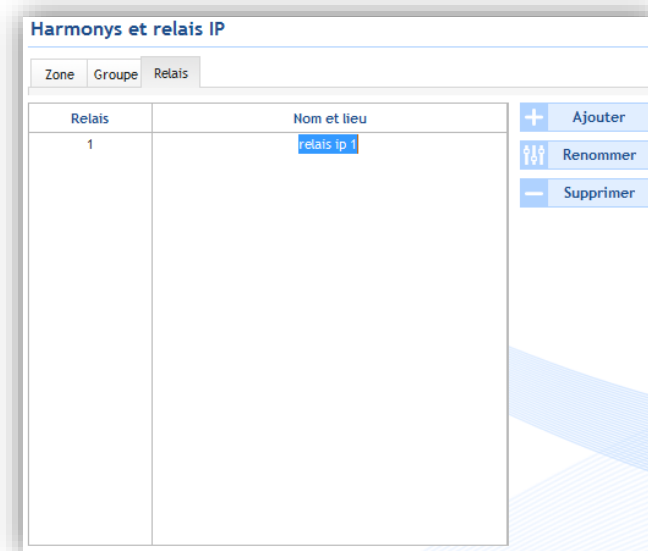 Harmonys et relais IP
Zone Groupe Relais
Relais Nom et lieu
1 relais ip 1
Ajouter
Renommer
Supprimer